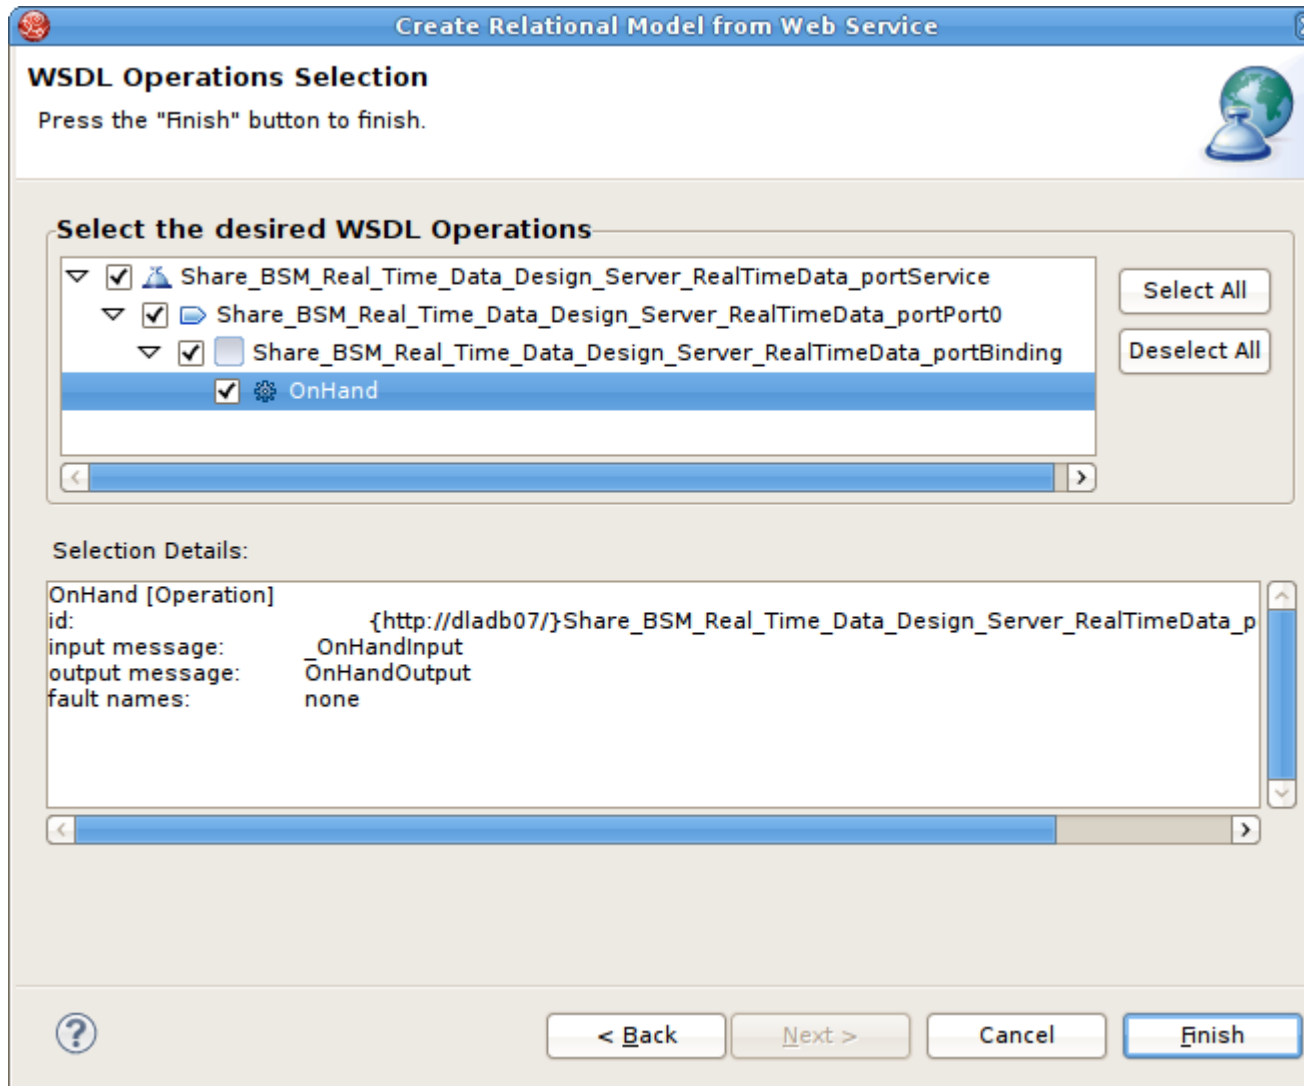 Create Relational Model from Web Service
WSDL Operations Selection
Press the "Finish" button to finish.
Select the desired WSDL Operations
Share_BSM_Real_Time_Data_Design_Server_RealTimeData_portService
Select All
Share_BSM_Real_Time_Data_Design_Server_RealTimeData_portPort0
Share_BSM_Real_Time_Data_Design_Server_RealTimeData_portBinding
Deselect All
OnHand
Selection Details:
OnHand [Operation]
id: {http://dladb07/}Share_BSM_Real_Time_Data_Design_Server_RealTimeData_p
input message: _OnHandInput
output message: OnHandOutput
fault names: none
< Back Next > Cancel Finish